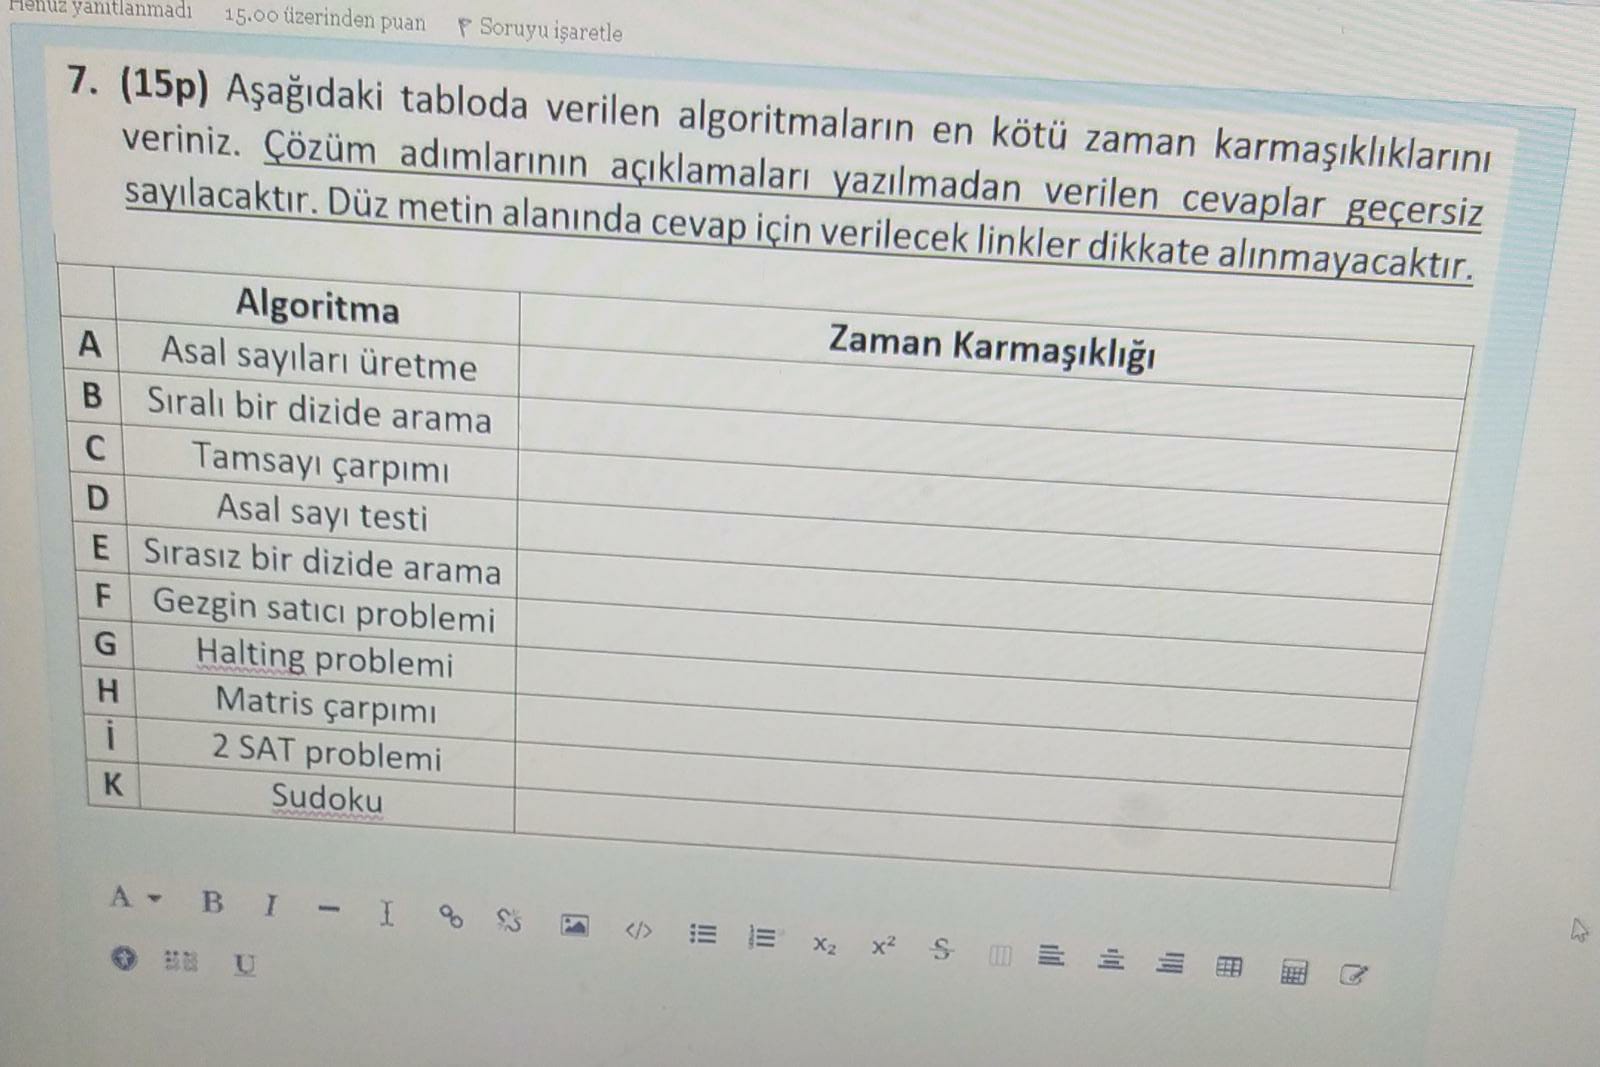 Henüz yanıtlanmadı 15.00 üzerinden puan Soruyu işaretle
7. (15p) Aşağıdaki tabloda verilen algoritmaların en kötü zaman karmaşıklıklarını
veriniz. Çözüm adımlarının açıklamaları yazılmadan verilen cevaplar geçersiz
sayılacaktır. Düz metin alanında cevap için verilecek linkler dikkate alınmayacaktır.
Algoritma Zaman Karmaşıklığı
A Asal sayıları üretme
B Sıralı bir dizide arama
C Tamsayı çarpımı
D Asal sayı testi
E Sırasız bir dizide arama
F Gezgin satıcı problemi
G Halting problemi
H Matris çarpımı
İ 2 SAT problemi
K Sudoku
A B I </> x₂ x² S
U